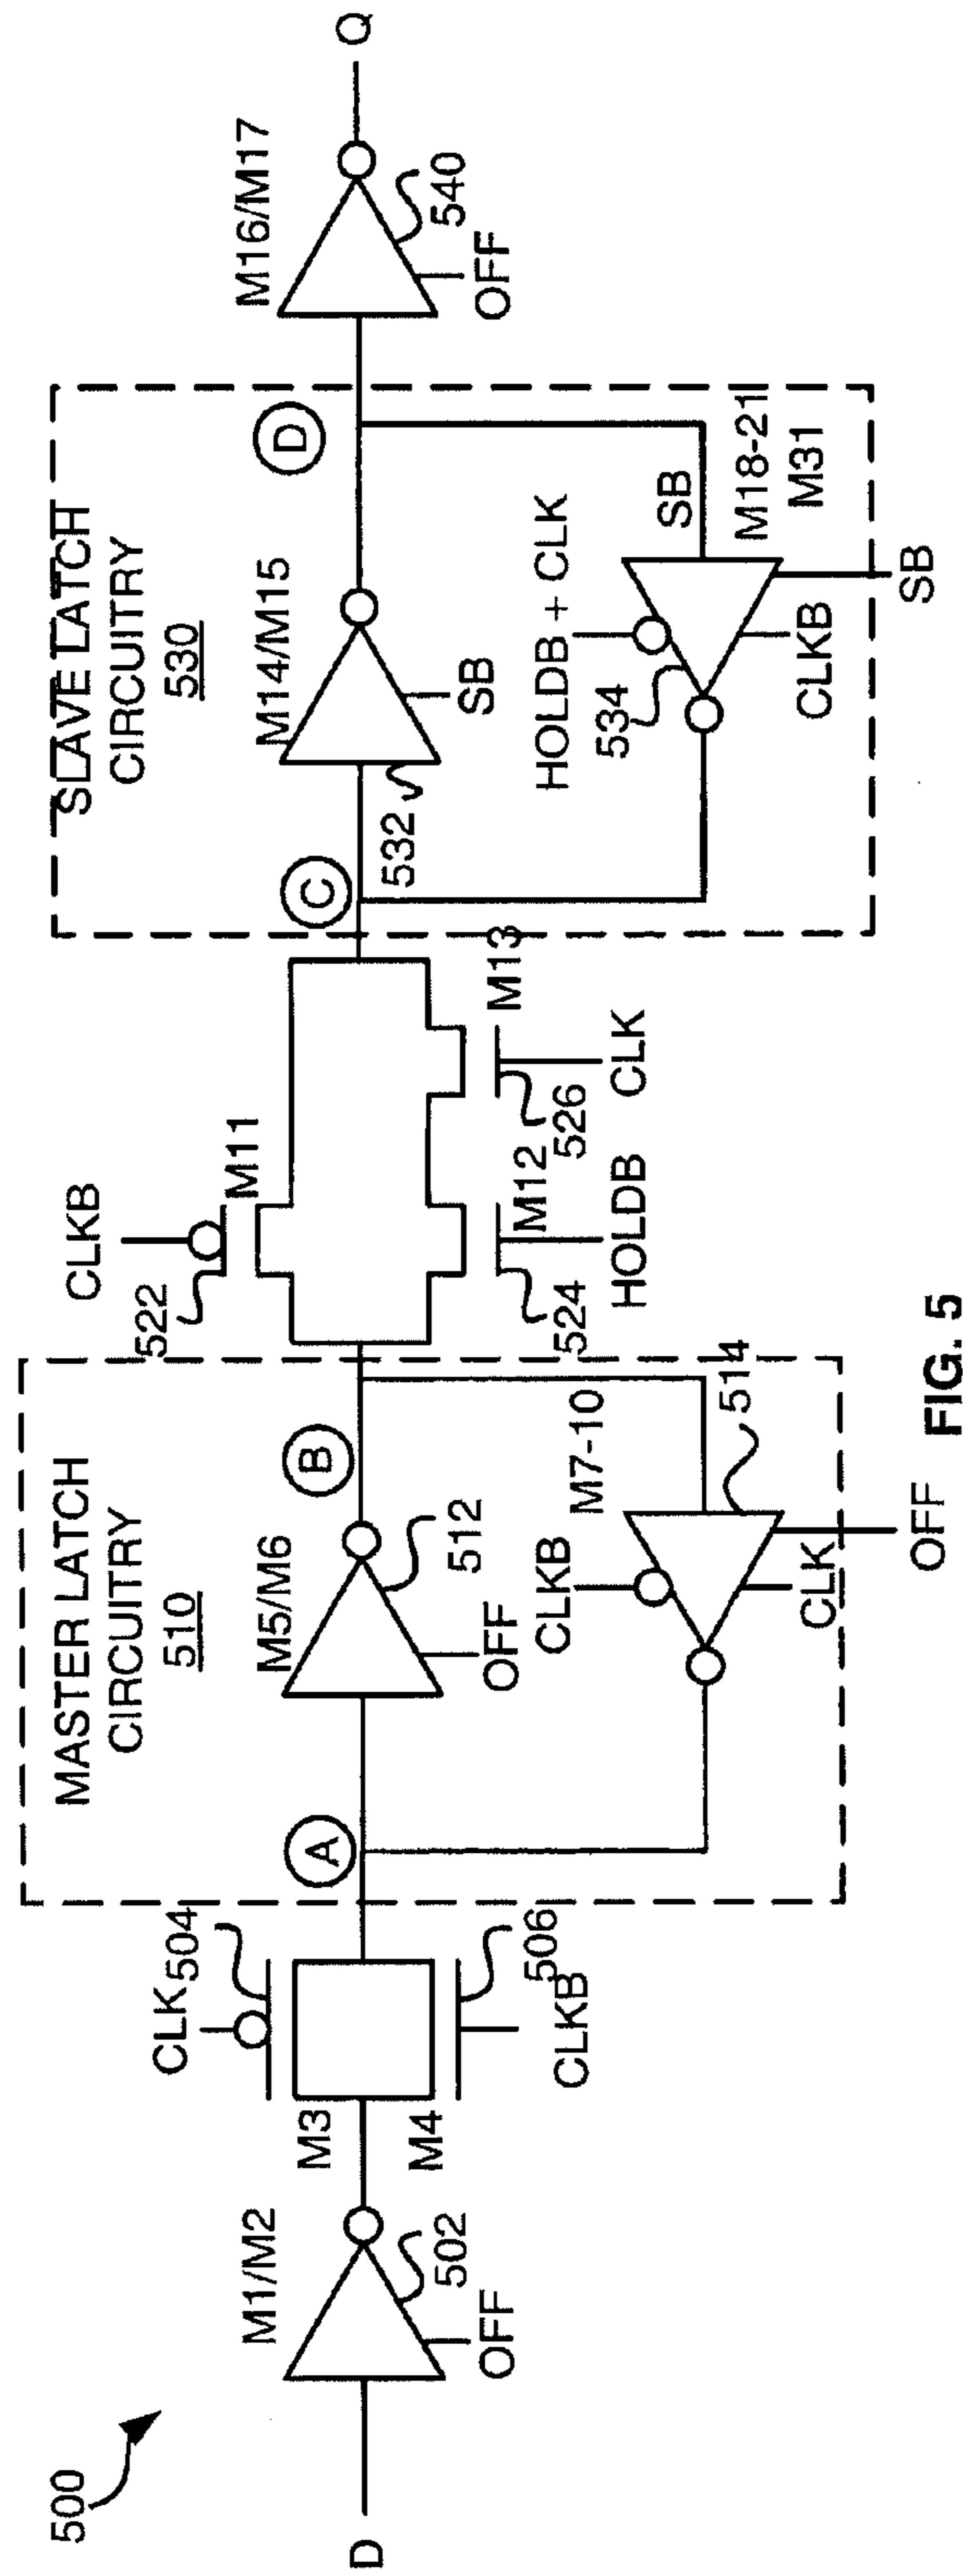 500
D
M1/M2
502
OFF
CLK
504
M3
M4
506
CLKB
MASTER LATCH
CIRCUITRY
510
A
M5/M6
512
OFF
B
M7-10
514
CLKB
CLK
OFF
CLKB
522
M11
M12
524
HOLDB
M13
526
CLK
SLAVE LATCH
CIRCUITRY
530
C
532
M14/M15
SB
D
HOLDB + CLK
534
SB
M18-21
M31
CLKB
SB
M16/M17
540
OFF
Q
FIG. 5